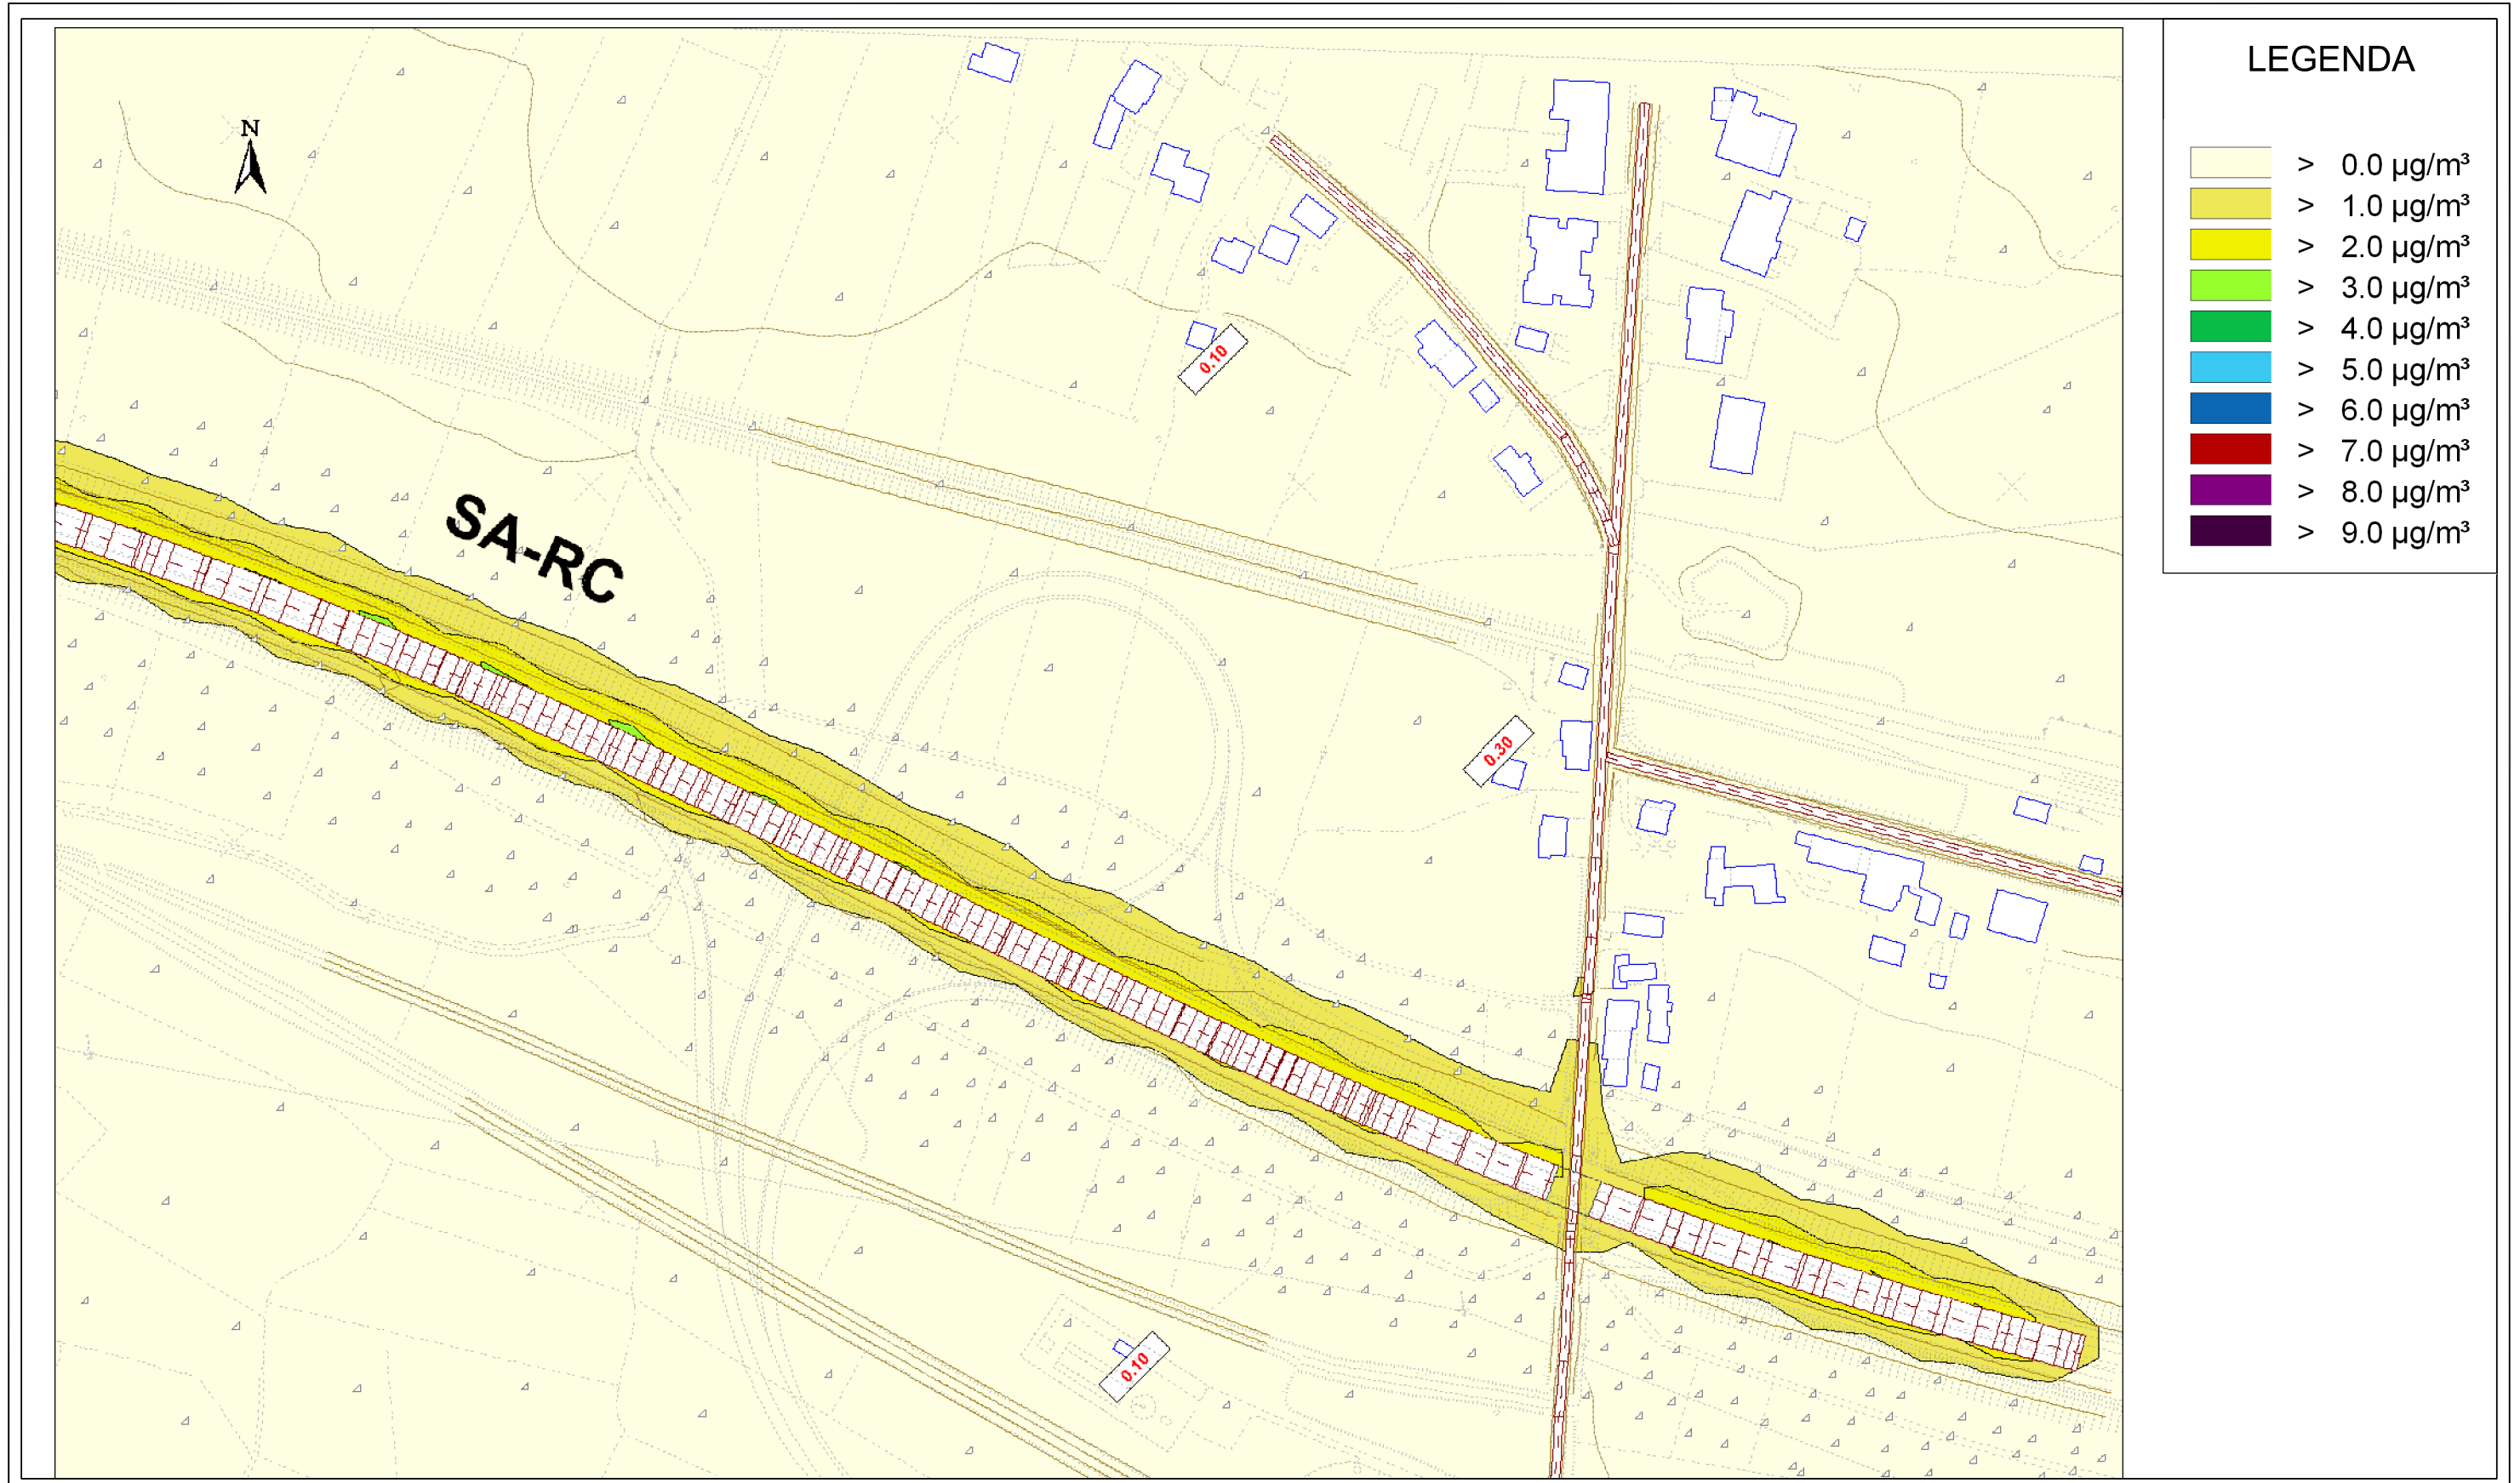 N
SA-RC
0.10
0.30
0.10
LEGENDA
> 0.0 µg/m³
> 1.0 µg/m³
> 2.0 µg/m³
> 3.0 µg/m³
> 4.0 µg/m³
> 5.0 µg/m³
> 6.0 µg/m³
> 7.0 µg/m³
> 8.0 µg/m³
> 9.0 µg/m³